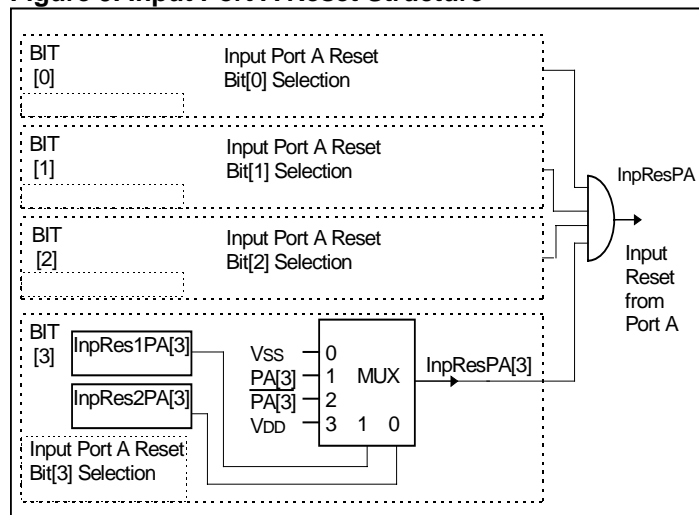 Figure Input Port A Reset Structure
BIT
[0]
Input Port A Reset
Bit[0] Selection
BIT
[1]
Input Port A Reset
Bit[1] Selection
BIT
[2]
Input Port A Reset
Bit[2] Selection
InpResPA
Input
Reset
from
Port A
BIT
[3]
InpRes1PA[3]
InpRes2PA[3]
VSS 0
PA[3] 1 MUX
PA[3] 2
VDD 3 1 0
InpResPA[3]
Input Port A Reset
Bit[3] Selection